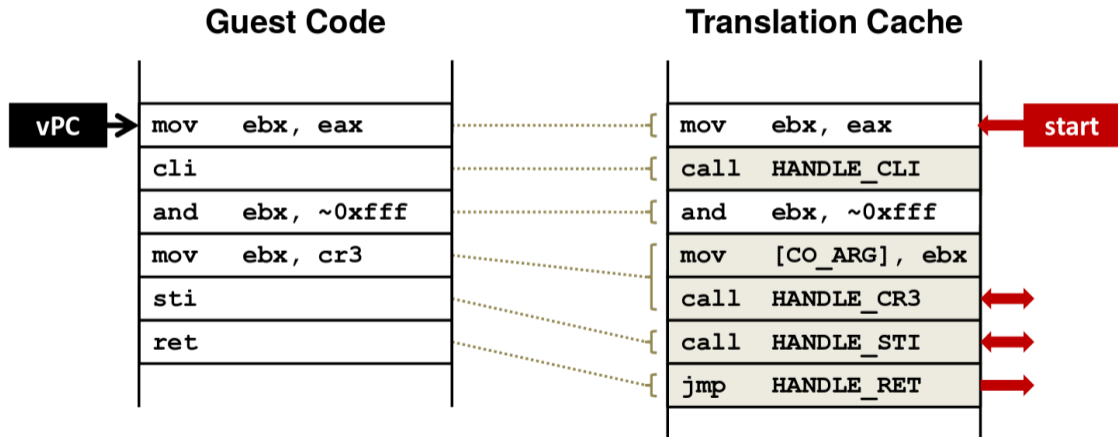 Guest Code
Translation Cache
vPC
mov ebx, eax
cli
and ebx, ~0xfff
mov ebx, cr3
sti
ret
mov ebx, eax
call HANDLE_CLI
and ebx, ~0xfff
mov [CO_ARG], ebx
call HANDLE_CR3
call HANDLE_STI
jmp HANDLE_RET
start